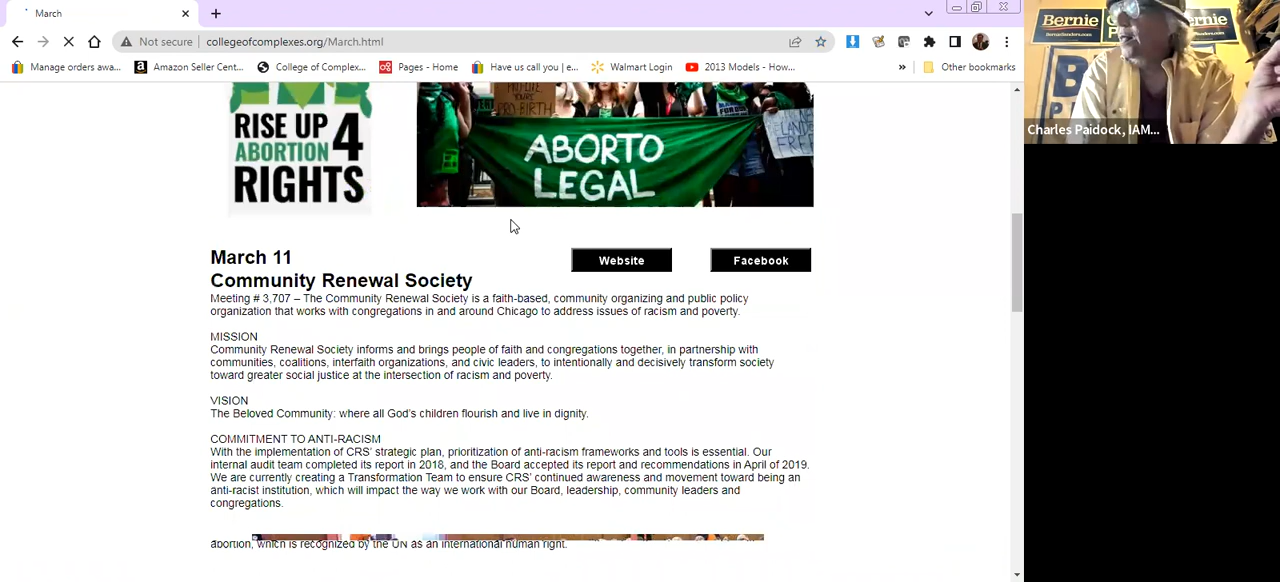 March
Not secure
collegeofcomplexes.org/March.html
Manage orders awa...
Amazon Seller Cent...
College of Complex...
Pages - Home
Have us call you | e...
Walmart Login
2013 Models - How...
»
Other bookmarks
RISE UP
ABORTION 4
RIGHTS
PRO-BIRTH
ABORTO
LEGAL
Bernie
Charles Paidock, IAM...
March 11
Website
Facebook
Community Renewal Society
Meeting # 3,707 – The Community Renewal Society is a faith-based, community organizing and public policy
organization that works with congregations in and around Chicago to address issues of racism and poverty.
MISSION
Community Renewal Society informs and brings people of faith and congregations together, in partnership with
communities, coalitions, interfaith organizations, and civic leaders, to intentionally and decisively transform society
toward greater social justice at the intersection of racism and poverty.
VISION
The Beloved Community: where all God's children flourish and live in dignity.
COMMITMENT TO ANTI-RACISM
With the implementation of CRS' strategic plan, prioritization of anti-racism frameworks and tools is essential. Our
internal audit team completed its report in 2018, and the Board accepted its report and recommendations in April of 2019.
We are currently creating a Transformation Team to ensure CRS' continued awareness and movement toward being an
anti-racist institution, which will impact the way we work with our Board, leadership, community leaders and
congregations.
abortion, which is recognized by the UN as an international human right.